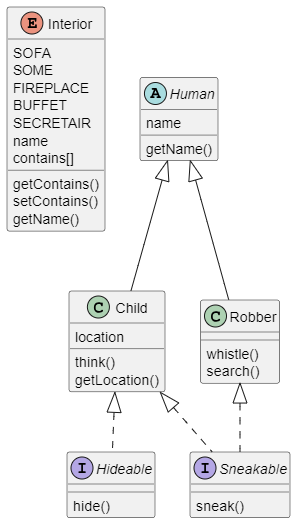 E Interior
SOFA
SOME
FIREPLACE
BUFFET
SECRETAIR
name
contains[]
getContains()
setContains()
getName()
A Human
name
getName()
C Child
location
think()
getLocation()
C Robber
whistle()
search()
I Hideable
hide()
I Sneakable
sneak()